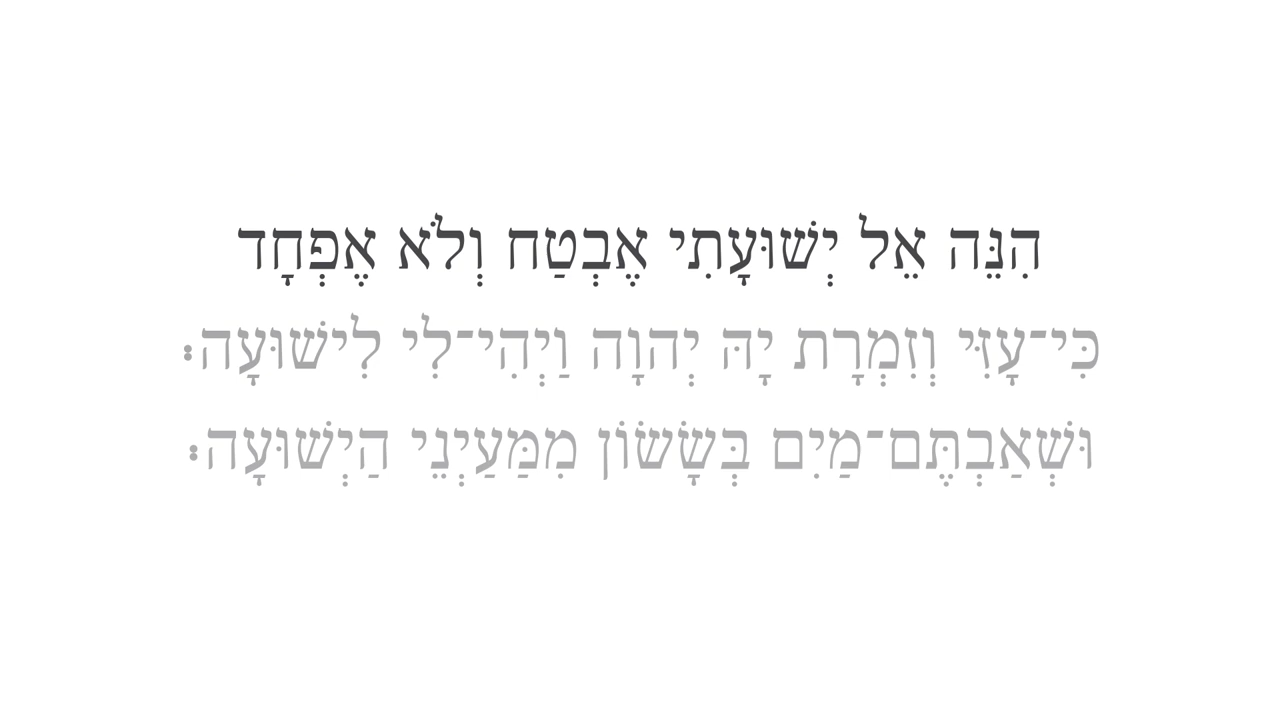 הִנֵּה אֵל יְשׁוּעָתִי אֶבְטַח וְלֹא אֶפְחָד
כִּי־עָזִּי וְזִמְרָת יָהּ יְהוָה וַיְהִי־לִי לִישׁוּעָה׃
וּשְׁאַבְתֶּם־מַיִם בְּשָׂשׂוֹן מִמַּעַיְנֵי הַיְשׁוּעָה׃